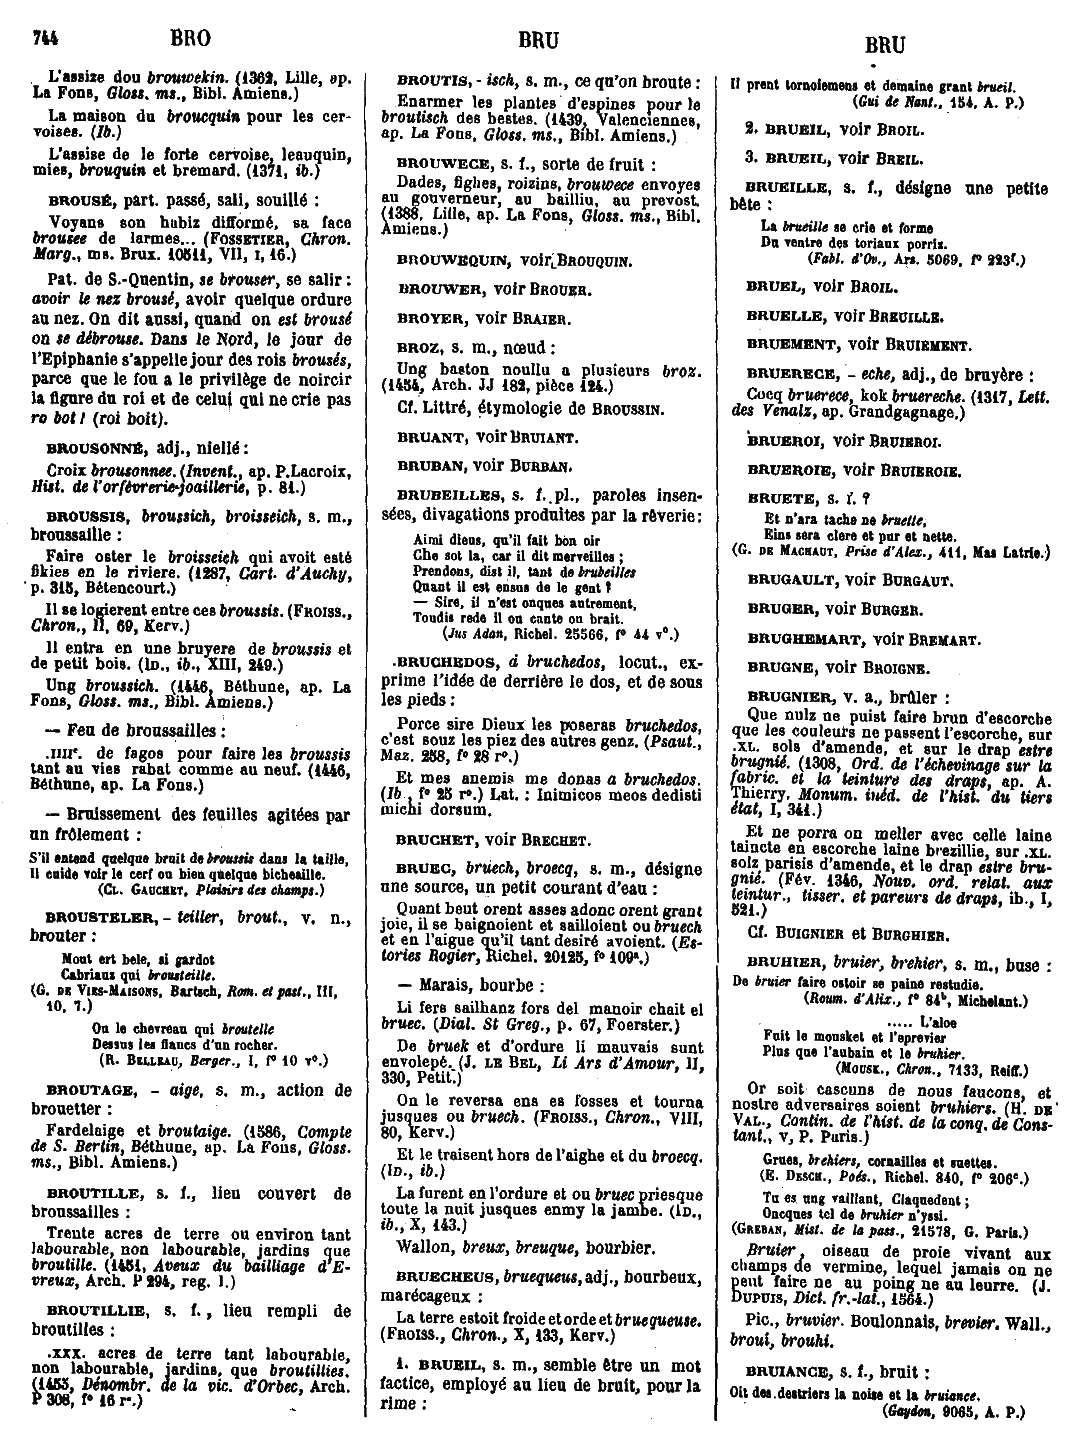 744
BRO
BRU
BRU
L'assize dou brouwekin. (1362, Lille, ap.
La Fons, Gloss. ms., Bibl. Amiens.)
La maison du broucquin pour les cer-
voises. (Ib.)
L'assise de le forte cervoise, leauquin,
mies, brouquin et bremard. (1371, ib.)
BROUSÉ, part. passé, sali, souillé :
Voyans son habiz difformé, sa face
brousee de larmes... (FOSSETIER, Chron.
Marg., ms. Brux. 10511, VII, I, 16.)
Pat. de S.-Quentin, se brouser, se salir :
avoir le nez brousé, avoir quelque ordure
au nez. On dit aussi, quand on est brousé
on se débrouse. Dans le Nord, le jour de
l'Epiphanie s'appelle jour des rois brousés,
parce que le fou a le privilège de noircir
la figure du roi et de celui qui ne crie pas
ro bot ! (roi boit).
BROUSONNÉ, adj., niellé :
Croix brousonnee. (Invent., ap. P. Lacroix,
Hist. de l'orfèvrerie-joaillerie, p. 81.)
BROUSSIS, broussich, broisseich, s. m.,
broussaille :
Faire oster le broisseich qui avoit esté
fikies en le riviere. (1287, Cart. d'Auchy,
p. 315, Bétencourt.)
Il se logierent entre ces broussis. (FROISS.,
Chron., II, 69, Kerv.)
Il entra en une bruyere de broussis et
de petit bois. (ID., ib., XIII, 249.)
Ung broussich. (1446, Béthune, ap. La
Fons, Gloss. ms., Bibl. Amiens.)
— Feu de broussailles :
.IIIIc. de fagos pour faire les broussis
tant au vies rabat comme au neuf. (1446,
Béthune, ap. La Fons.)
— Bruissement des feuilles agitées par
un frôlement :
S'il entend quelque bruit de broussis dans la taille,
Il cuide voir le cerf ou bien quelque bicheaille.
(CL. GAUCHET, Plaisirs des champs.)
BROUSTELER, - teiller, brout., v. n.,
brouter :
Mout ert bele, si gardot
Cabriaus qui brousteille.
(G. DE VIES-MAISONS, Bartsch, Rom. et past., III,
10, 7.)
Ou le chevreau qui broutelle
Dessus les flancs d'un rocher.
(R. BELLEAU, Berger., I, f° 10 v°.)
BROUTAGE, - aige, s. m., action de
brouetter :
Fardelaige et broutaige. (1586, Compte
de S. Bertin, Béthune, ap. La Fons, Gloss.
ms., Bibl. Amiens.)
BROUTILLE, s. f., lieu couvert de
broussailles :
Trente acres de terre ou environ tant
labourable, non labourable, jardins que
broutille. (1451, Aveux du bailliage d'E-
vreux, Arch. P 294, reg. 1.)
BROUTILLIE, s. f., lieu rempli de
broutilles :
.XXX. acres de terre tant labourable,
non labourable, jardins, que broutillies.
(1455, Dénombr. de la vic. d'Orbec, Arch.
P 308, f° 16 r°.)
BROUTIS, - isch, s. m., ce qu'on broute :
Enarmer les plantes d'espines pour le
broutisch des bestes. (1439, Valenciennes,
ap. La Fons, Gloss. ms., Bibl. Amiens.)
BROUWECE, s. f., sorte de fruit :
Dades, fighes, roizins, brouwece envoyes
au gouverneur, au bailliu, au prevost.
(1388, Lille, ap. La Fons, Gloss. ms., Bibl.
Amiens.)
BROUWEQUIN, voir BROUQUIN.
BROUWER, voir BROUER.
BROYER, voir BRAIER.
BROZ, s. m., nœud :
Ung baston noullu a plusieurs broz.
(1454, Arch. JJ 182, pièce 124.)
Cf. Littré, étymologie de BROUSSIN.
BRUANT, voir BRUIANT.
BRUBAN, voir BURBAN.
BRUBEILLES, s. f. pl., paroles insen-
sées, divagations produites par la rêverie:
Aimi dieus, qu'il fait bon oir
Che sot la, car il dit merveilles ;
Prendons, dist il, tant de brubeilles
Quant il est ensus de le gent ?
— Sire, il n'est onques autrement,
Toudis rede il ou cante ou brait.
(Jus Adan, Richel. 25566, f° 44 v°.)
BRUCHEDOS, á bruchedos, locut., ex-
prime l'idée de derrière le dos, et de sous
les pieds :
Porce sire Dieux les poseras bruchedos,
c'est souz les piez des autres genz. (Psaut.,
Maz. 258, f° 28 r°.)
Et mes anemis me donas a bruchedos.
(Ib., f° 25 r°.) Lat. : Inimicos meos dedisti
michi dorsum.
BRUCHET, voir BRECHET.
BRUEC, bruech, broecq, s. m., désigne
une source, un petit courant d'eau :
Quant beut orent asses adonc orent grant
joie, il se baignoient et sailloient ou bruech
et en l'aigue qu'il tant desiré avoient. (Es-
tories Rogier, Richel. 20125, f° 109a.)
— Marais, bourbe :
Li fers sailhanz fors del manoir chait el
bruec. (Dial. St Greg., p. 67, Foerster.)
De bruek et d'ordure li mauvais sunt
envolepé. (J. LE BEL, Li Ars d'Amour, II,
330, Petit.)
On le reversa ens es fosses et tourna
jusques ou bruech. (FROISS., Chron., VIII,
80, Kerv.)
Et le traisent hors de l'aighe et du broecq.
(ID., ib.)
La furent en l'ordure et ou bruec priesque
toute la nuit jusques enmy la jambe. (ID.,
ib., X, 143.)
Wallon, breux, breuque, bourbier.
BRUECHEUS, bruequeus, adj., bourbeux,
marécageux :
La terre estoit froide et orde et bruequeuse.
(FROISS., Chron., X, 133, Kerv.)
1. BRUEIL, s. m., semble être un mot
factice, employé au lieu de bruit, pour la
rime :
Il prent tornoiemens et demaine grant brueil.
(Gui de Nant., 154, A. P.)
2. BRUEIL, voir BROIL.
3. BRUEIL, voir BREIL.
BRUEILLE, s. f., désigne une petite
bête :
La brueille se crie et forme
Du ventre des toriaux porris.
(Fabl. d'Ov., Ars. 5069, f° 223f.)
BRUEL, voir BROIL.
BRUELLE, voir BREUILLE.
BRUEMENT, voir BRUIEMENT.
BRUERECE, - eche, adj., de bruyère :
Cocq bruerece, kok bruereche. (1317, Lett.
des Venalz, ap. Grandgagnage.)
BRUEROI, voir BRUIEROI.
BRUEROIE, voir BRUIEROIE.
BRUETE, s. f. ?
Et n'ara tache ne bruette,
Eins sera clere et pur et nette.
(G. DE MACHAUT, Prise d'Alex., 411, Mas Latrie.)
BRUGAULT, voir BURGAUT.
BRUGER, voir BURGER.
BRUGHEMART, voir BREMART.
BRUGNE, voir BROIGNE.
BRUGNIER, v. a., brûler :
Que nulz ne puist faire brun d'escorche
que les couleurs ne passent l'escorche, sur
.XL. sols d'amende, et sur le drap estre
brugnié. (1308, Ord. de l'échevinage sur la
fabric. et la teinture des draps, ap. A.
Thierry, Monum. inéd. de l'hist. du tiers
état, I, 341.)
Et ne porra on meller avec celle laine
taincte en escorche laine brezillie, sur .XL.
solz parisis d'amende, et le drap estre bru-
gnié. (Fév. 1346, Nouv. ord. relat. aux
teintur., tisser. et pareurs de draps, ib., I,
521.)
Cf. BUIGNIER et BURGHIER.
BRUHIER, bruier, brehier, s. m., buse :
De bruier faire ostoir se paine restudie.
(Roum. d'Alix., f° 84b, Michelant.)
..... L'aloe
Fuit le mousket et l'aprevier
Plus que l'aubain et le bruhier.
(MOUSK., Chron., 7133, Reiff.)
Or soit cascuns de nous faucons, et
nostre adversaires soient bruhiers. (H. DE
VAL., Contin. de l'hist. de la conq. de Cons-
tant., V, P. Paris.)
Grues, brehiers, cornailles et suettes.
(E. DESCH., Poés., Richel. 840, f° 206c.)
Tu es ung vaillant, Claquedent ;
Oncques tel de bruhier n'yssi.
(GREBAN, Mist. de la pass., 21578, G. Paris.)
Bruier, oiseau de proie vivant aux
champs de vermine, lequel jamais on ne
peut faire ne au poing ne au leurre. (J.
DUPUIS, Dict. fr.-lat., 1564.)
Pic., bruvier. Boulonnais, brevier. Wall.,
broui, brouhi.
BRUIANCE, s. f., bruit :
Oit des destriers la noise et la bruiance.
(Gaydon, 9065, A. P.)